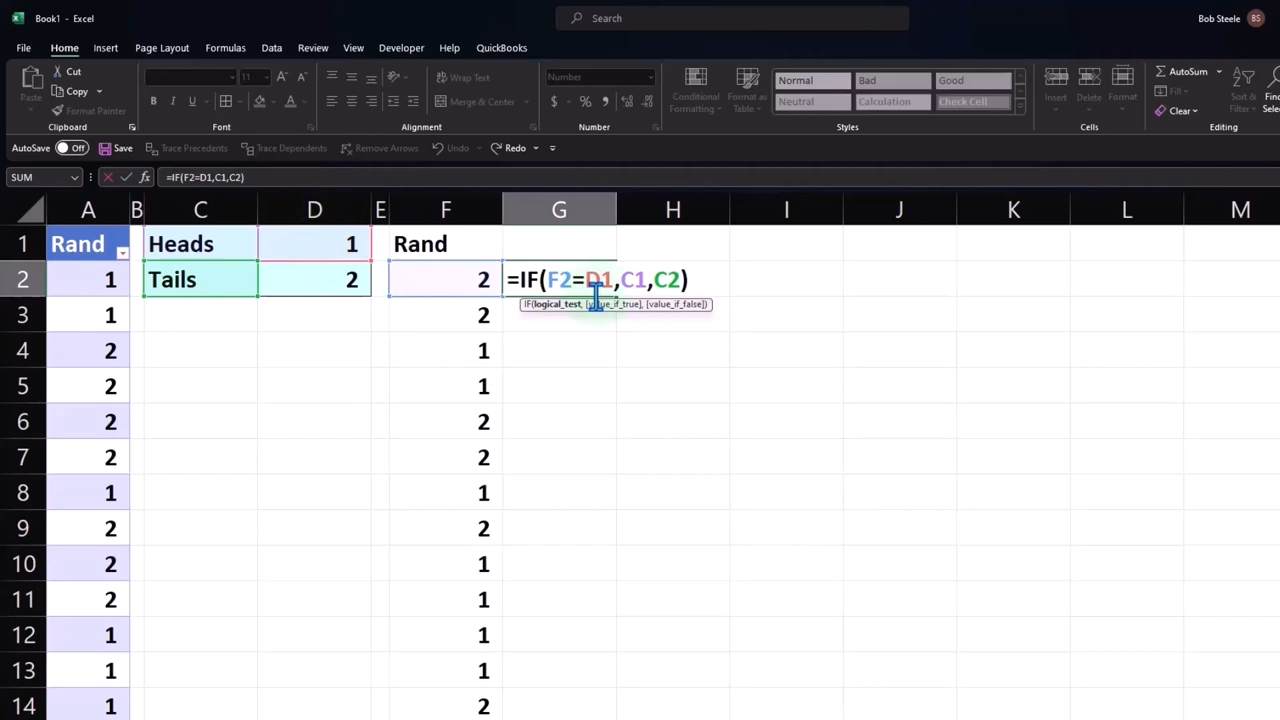 Book1 - Excel
Search
Bob Steele BS
File Home Insert Page Layout Formulas Data Review View Developer Help QuickBooks
Paste
Cut
Copy
Format Painter
Clipboard
11 A A
B I U A
Font
Wrap Text
Merge & Center
Alignment
Number
$ % 9
Number
Conditional Formatting
Format as Table
Normal Bad Good
Neutral Calculation Check Cell
Styles
Insert Delete Format
Cells
AutoSum
Fill
Clear
Sort & Filter
Editing
AutoSave Off Save Trace Precedents Trace Dependents Remove Arrows Undo Redo
SUM fx =IF(F2=D1,C1,C2)
A B C D E F G H I J K L M
1 Rand Heads 1 Rand
2 1 Tails 2 2 =IF(F2=D1,C1,C2)
IF(logical_test, [value_if_true], [value_if_false])
3 1 2
4 2 1
5 2 1
6 2 2
7 2 2
8 1 1
9 2 2
10 2 1
11 2 1
12 1 1
13 1 1
14 1 2